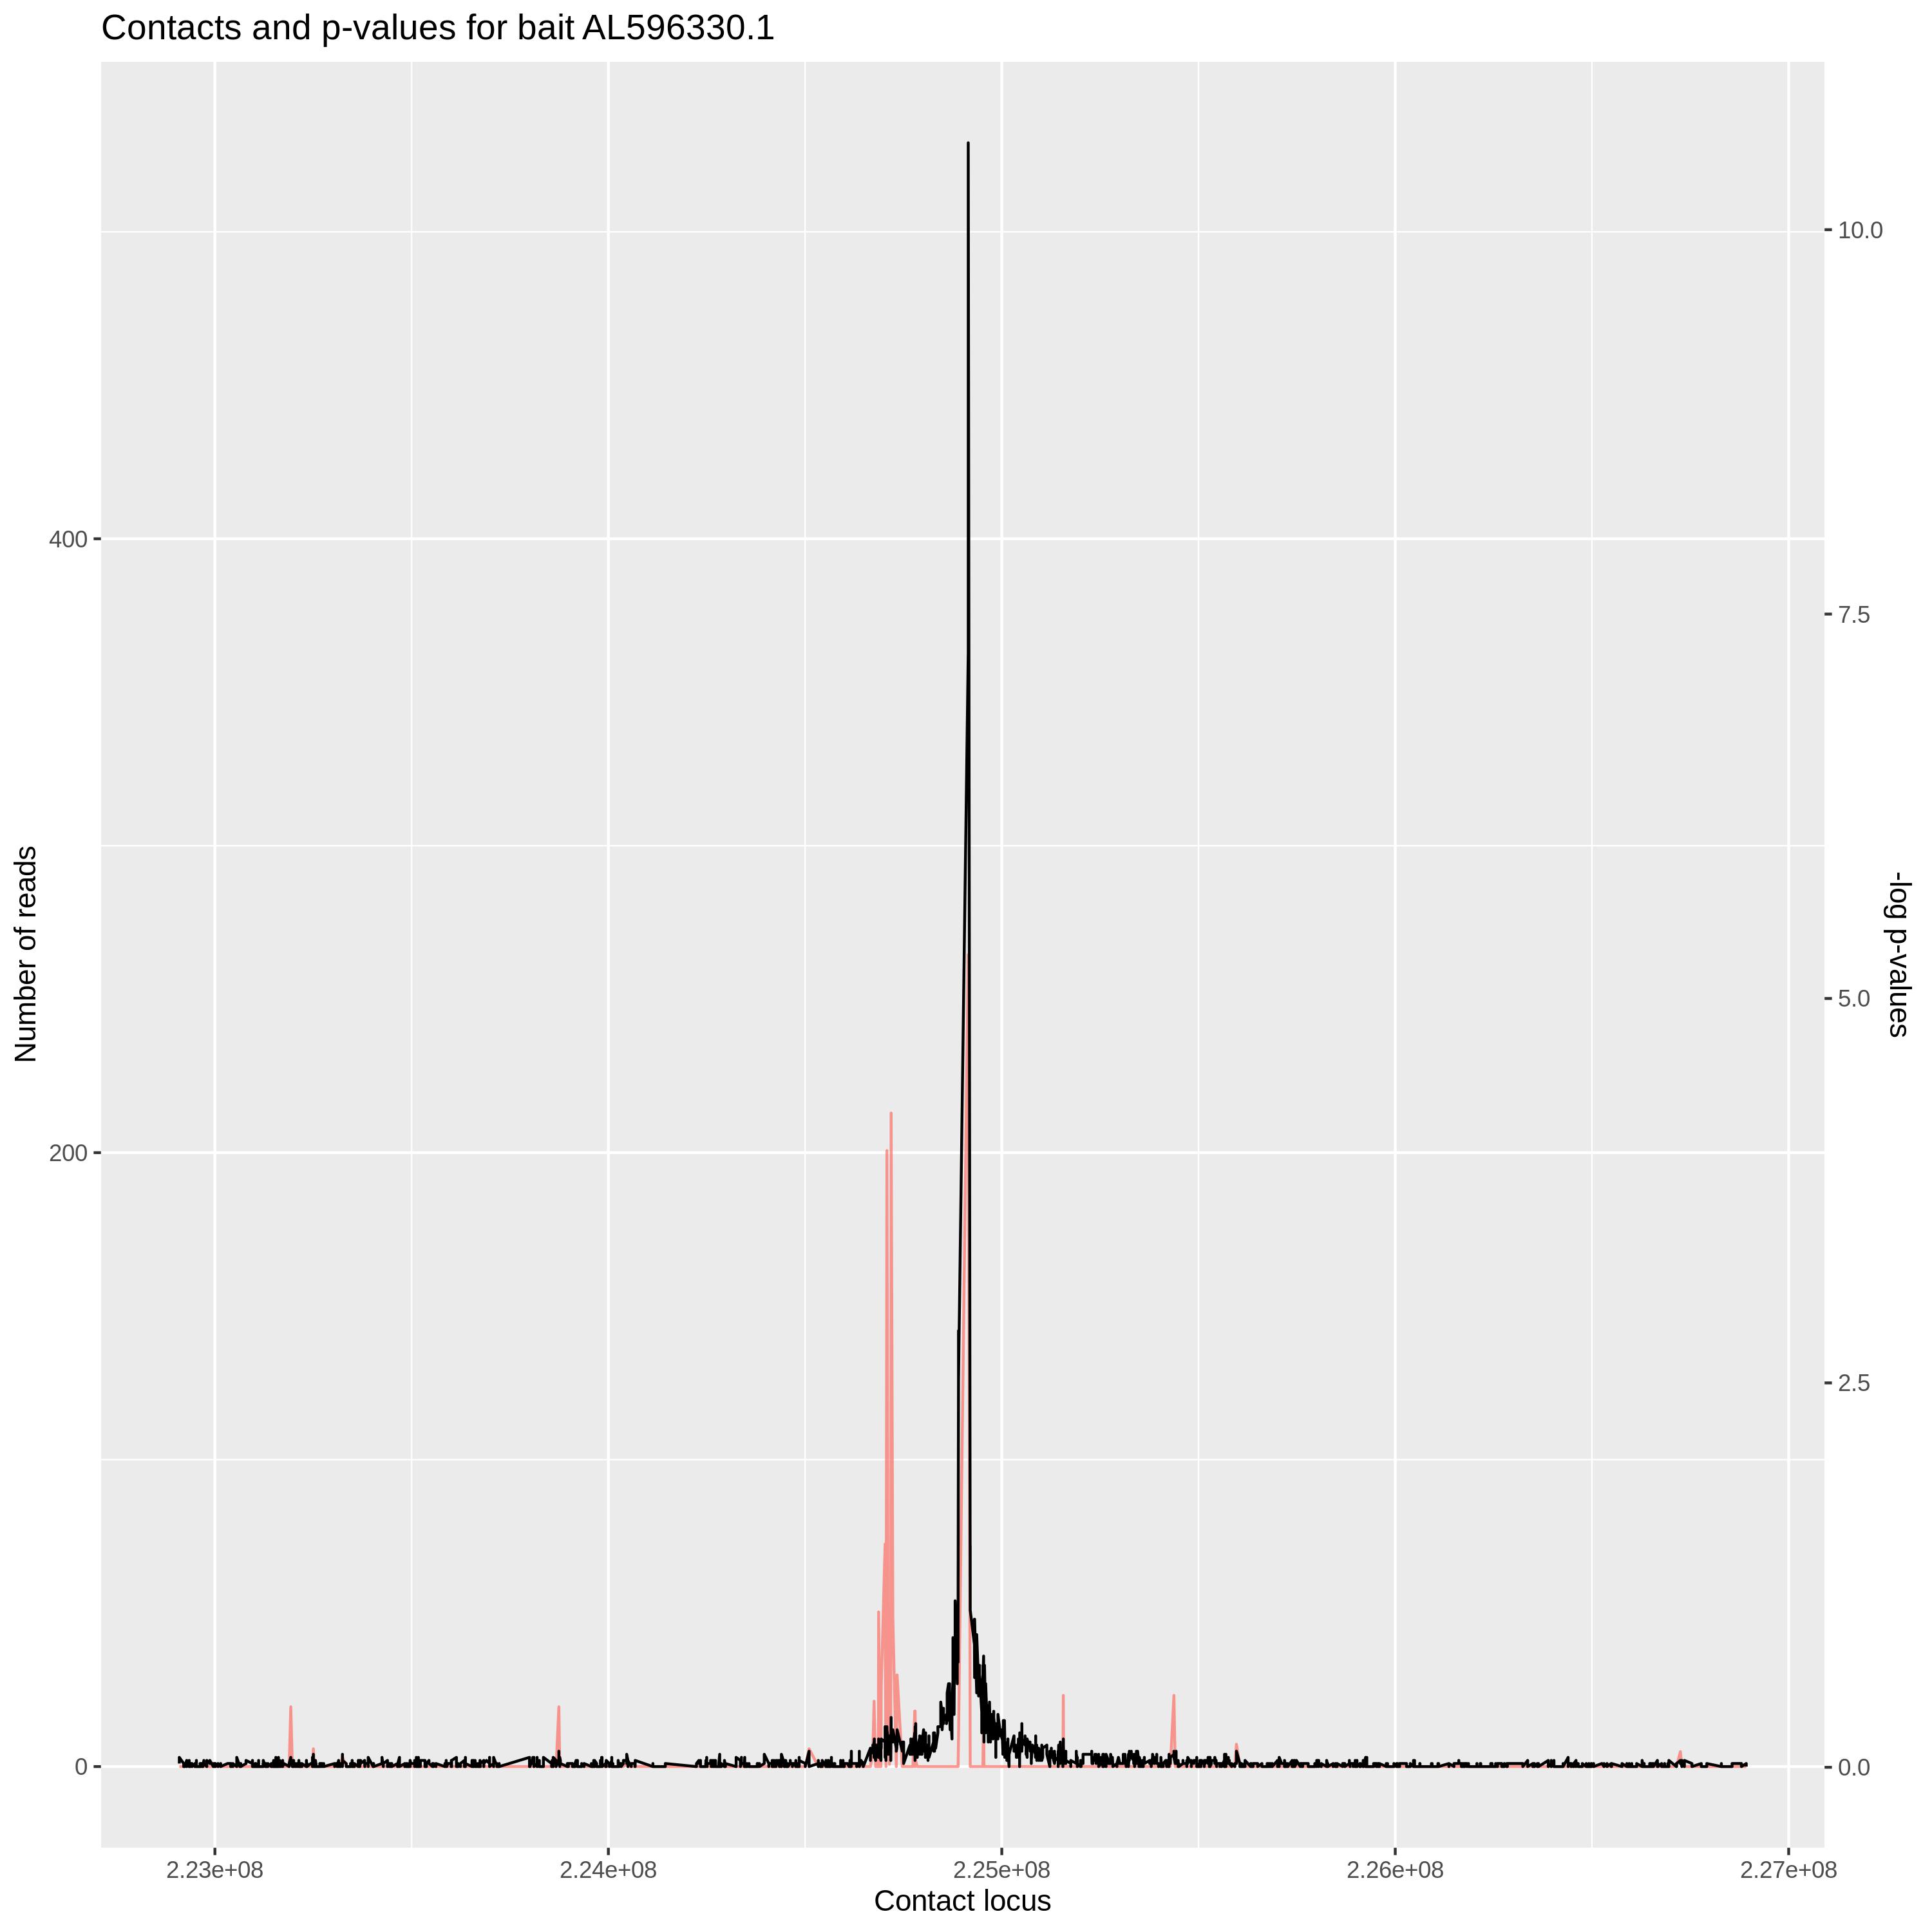 Contacts and p-values for bait AL596330.1
Number of reads
400
200
0
10.0
7.5
5.0
2.5
0.0
-log p-values
2.23e+08
2.24e+08
2.25e+08
2.26e+08
2.27e+08
Contact locus